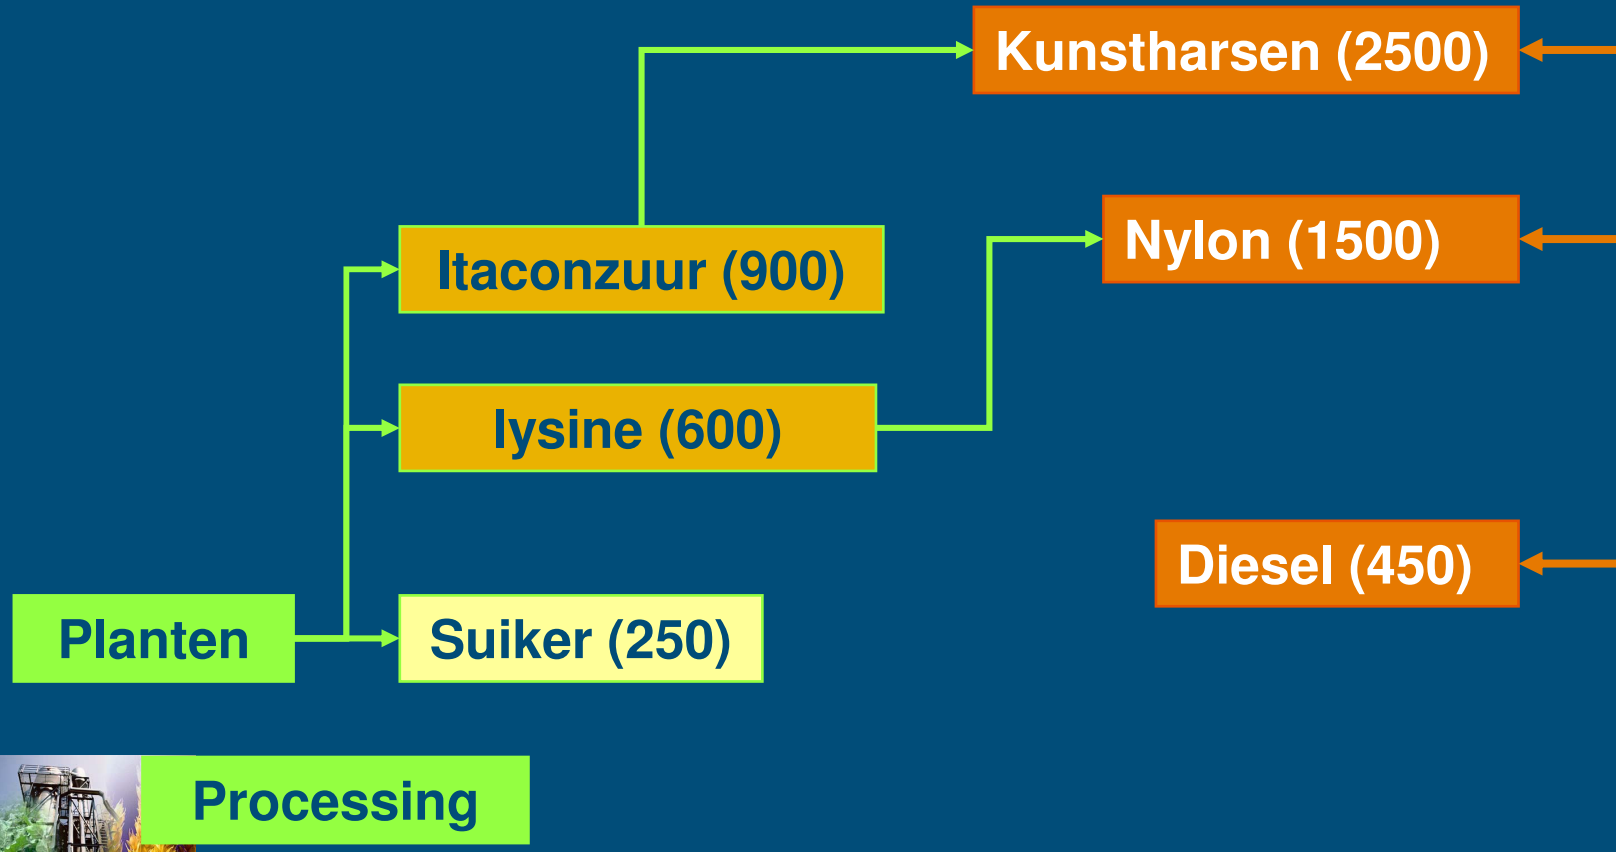 Kunstharsen (2500)
Nylon (1500)
Itaconzuur (900)
lysine (600)
Diesel (450)
Planten
Suiker (250)
Processing